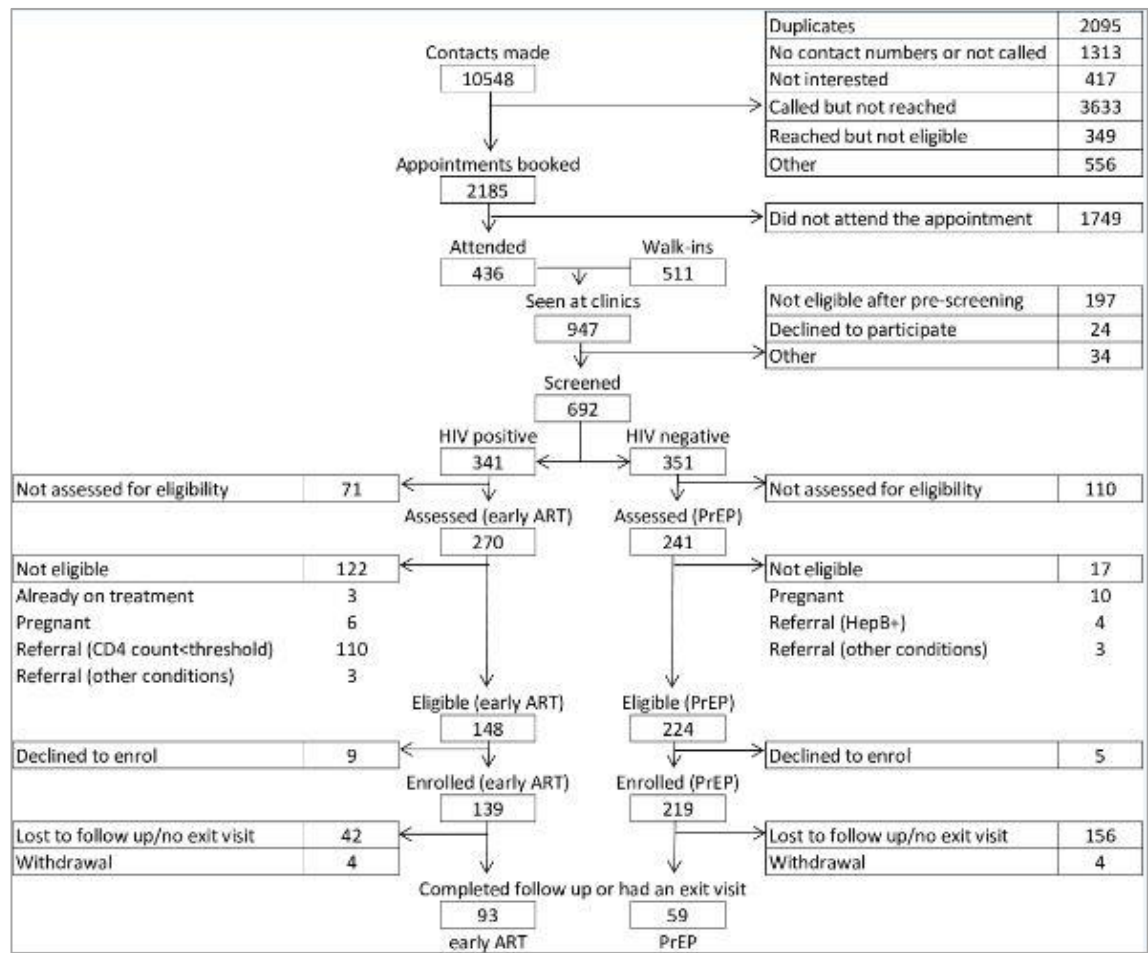 Duplicates 2095
Contacts made
No contact numbers or not called 1313
10548
Not interested 417
Called but not reached 3633
Reached but not eligible 349
Appointments booked
Other 556
2185
Did not attend the appointment 1749
Attended Walk-ins
436 511
Seen at clinics
Not eligible after pre-screening 197
947
Declined to participate 24
Other 34
Screened
692
HIV positive HIV negative
341 351
Not assessed for eligibility 71 Not assessed for eligibility 110
Assessed (early ART) Assessed (PrEP)
270 241
Not eligible 122 Not eligible 17
Already on treatment 3 Pregnant 10
Pregnant 6 Referral (HepB+) 4
Referral (CD4 count<threshold) 110 Referral (other conditions) 3
Referral (other conditions) 3
Eligible (early ART) Eligible (PrEP)
148 224
Declined to enrol 9 Declined to enrol 5
Enrolled (early ART) Enrolled (PrEP)
139 219
Lost to follow up/no exit visit 42 Lost to follow up/no exit visit 156
Withdrawal 4 Withdrawal 4
Completed follow up or had an exit visit
93 59
early ART PrEP